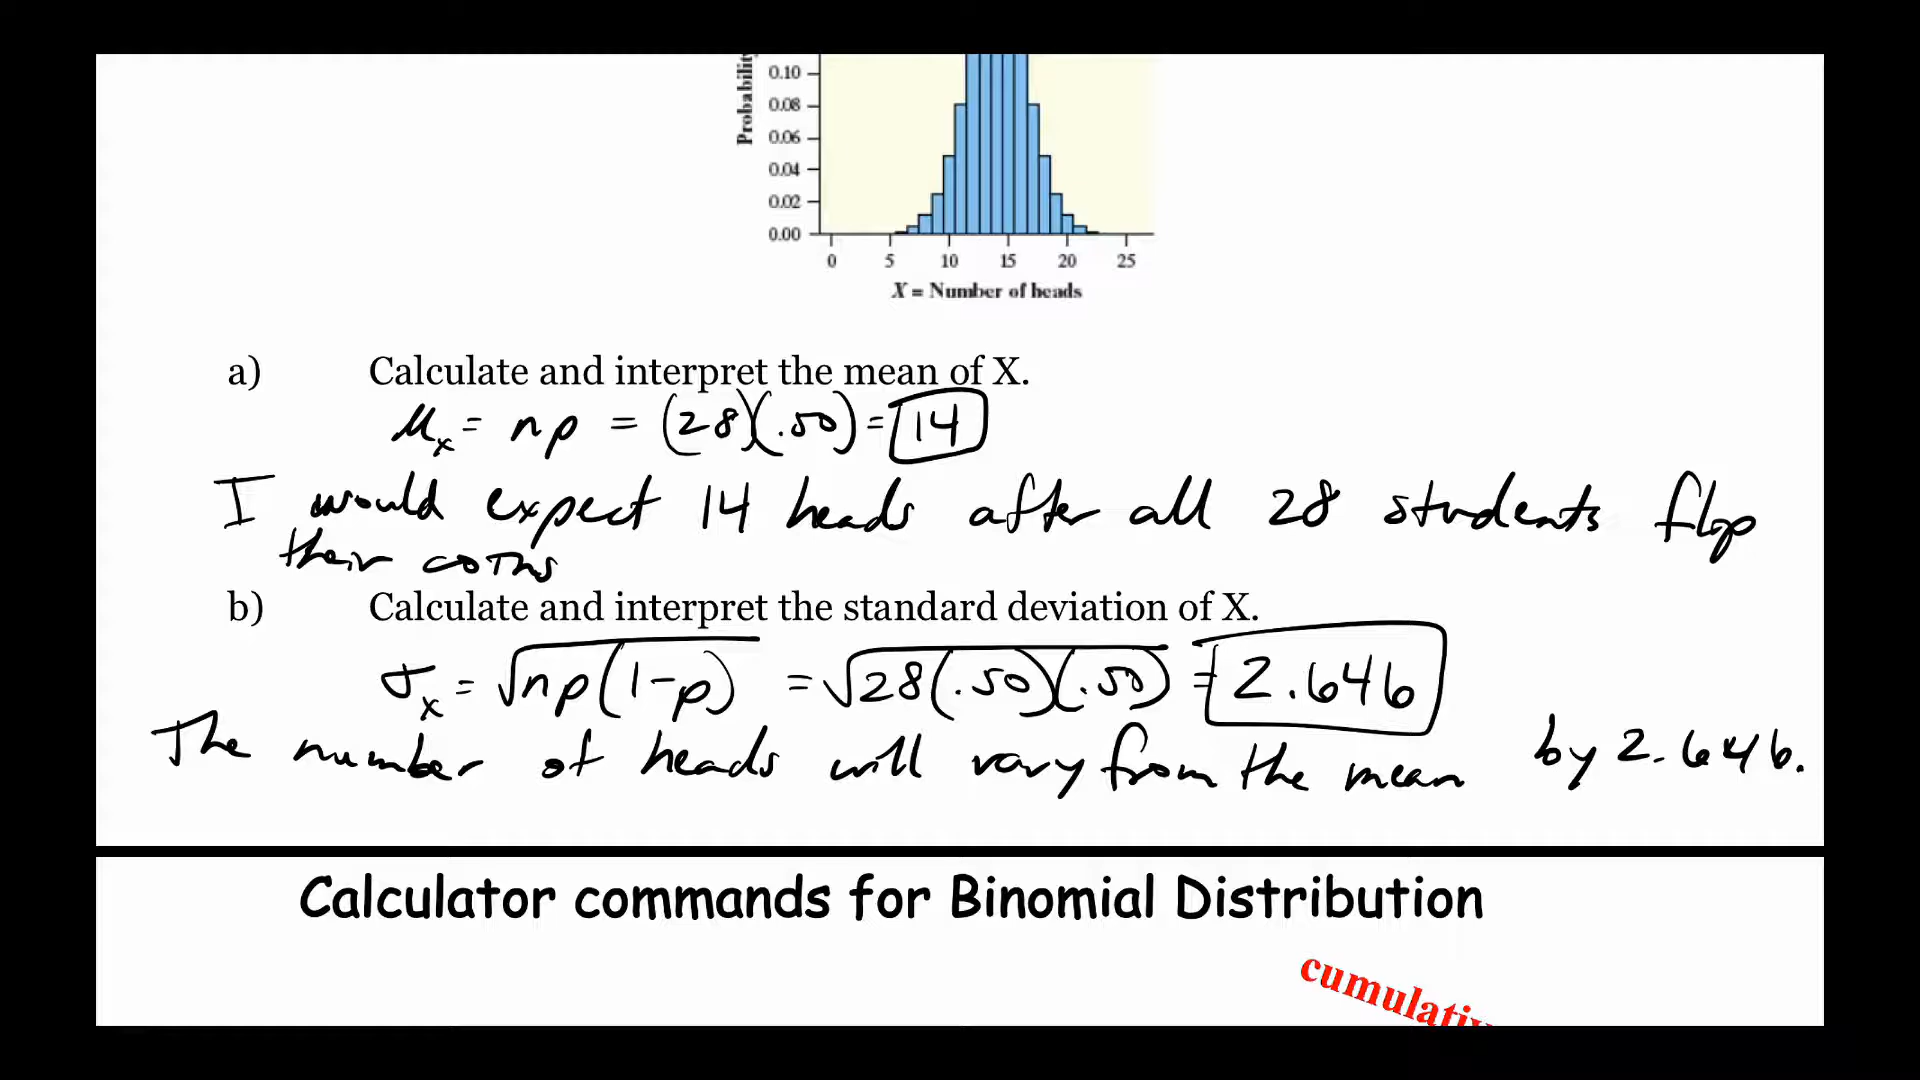 Probability
0.10
0.08
0.06
0.04
0.02
0.00
0 5 10 15 20 25
X = Number of heads
a) Calculate and interpret the mean of X.
μx = np = (28)(.50) = 14
I would expect 14 heads after all 28 students flip
their coins
b) Calculate and interpret the standard deviation of X.
σx = √np(1-p) = √28(.50)(.50) = 2.646
The number of heads will vary from the mean by 2.646.
Calculator commands for Binomial Distribution
cumulativ